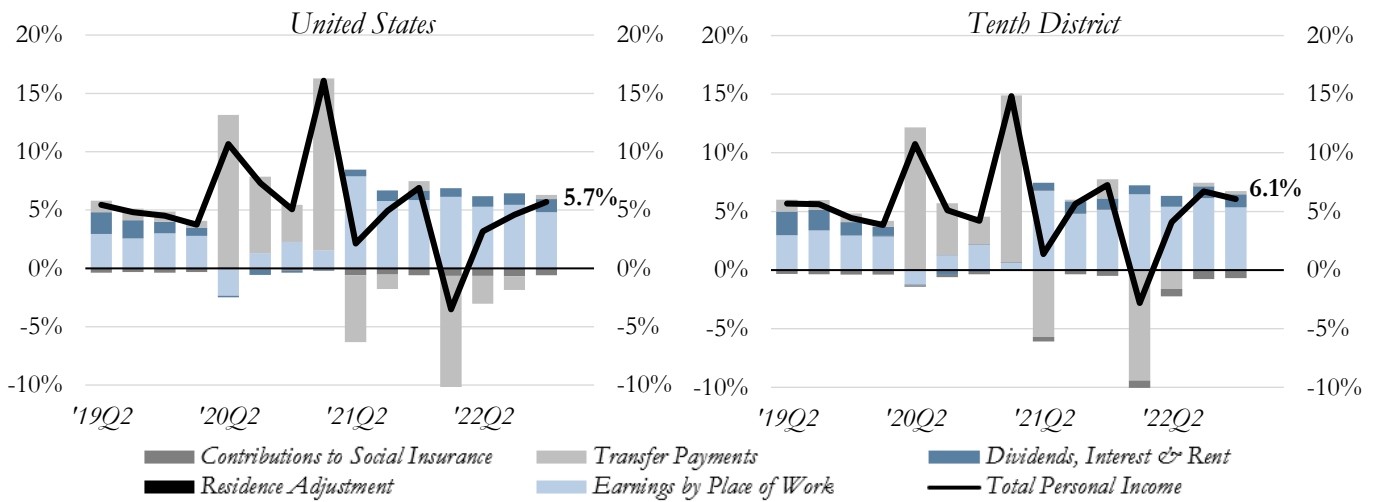 United States
Tenth District
20% 20% 20% 20%
15% 15% 15% 15%
10% 10% 10% 10%
5% 5.7% 5% 5% 6.1% 5%
0% 0% 0% 0%
-5% -5% -5% -5%
-10% -10% -10% -10%
'19Q2 '20Q2 '21Q2 '22Q2 '19Q2 '20Q2 '21Q2 '22Q2
Contributions to Social Insurance Transfer Payments Dividends, Interest & Rent
Residence Adjustment Earnings by Place of Work Total Personal Income